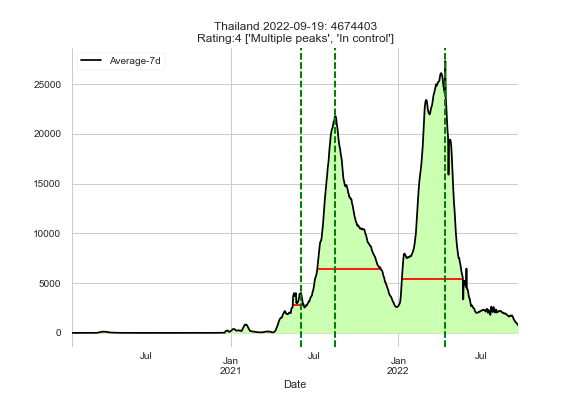 Thailand 2022-09-19: 4674403
Rating:4 ['Multiple peaks', 'In control']
Average-7d
25000
20000
15000
10000
5000
0
Jul
Jan
2021
Jul
Jan
2022
Jul
Date